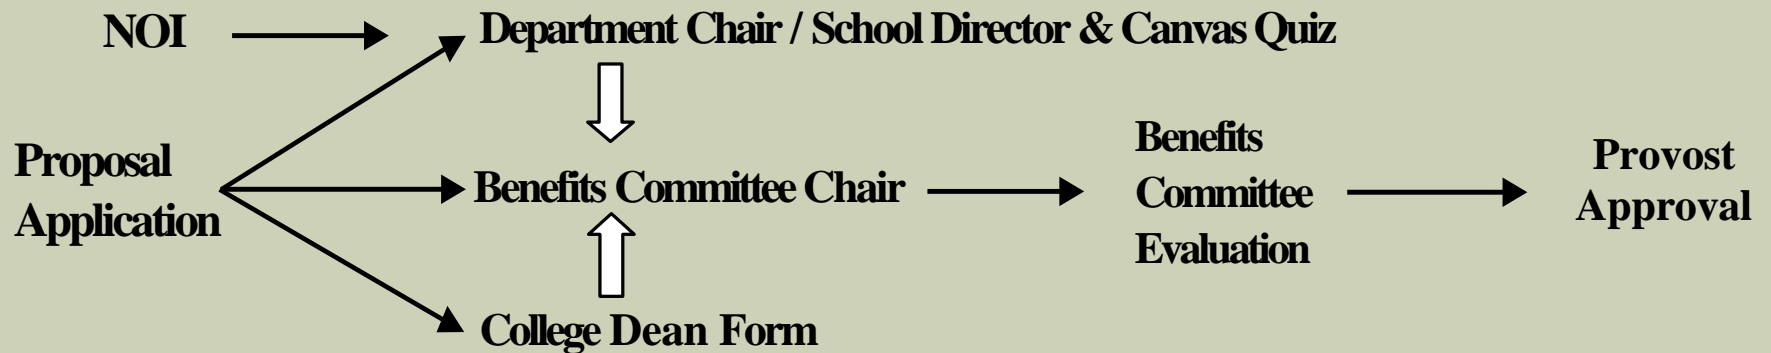 NOI
Department Chair / School Director & Canvas Quiz
Proposal
Application
Benefits Committee Chair
Benefits
Committee
Evaluation
Provost
Approval
College Dean Form